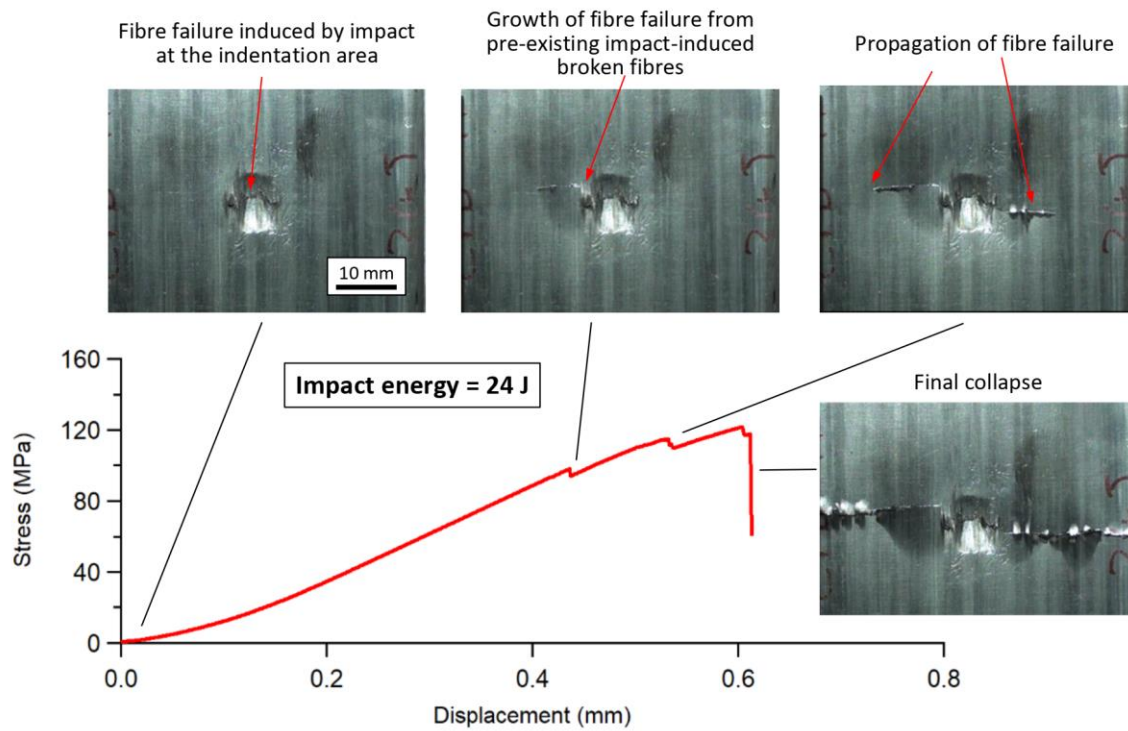 Fibre failure induced by impact
at the indentation area
Growth of fibre failure from
pre-existing impact-induced
broken fibres
Propagation of fibre failure
10 mm
Impact energy = 24 J
Final collapse
160
120
80
40
0
Stress (MPa)
0.0
0.2
0.4
0.6
0.8
Displacement (mm)